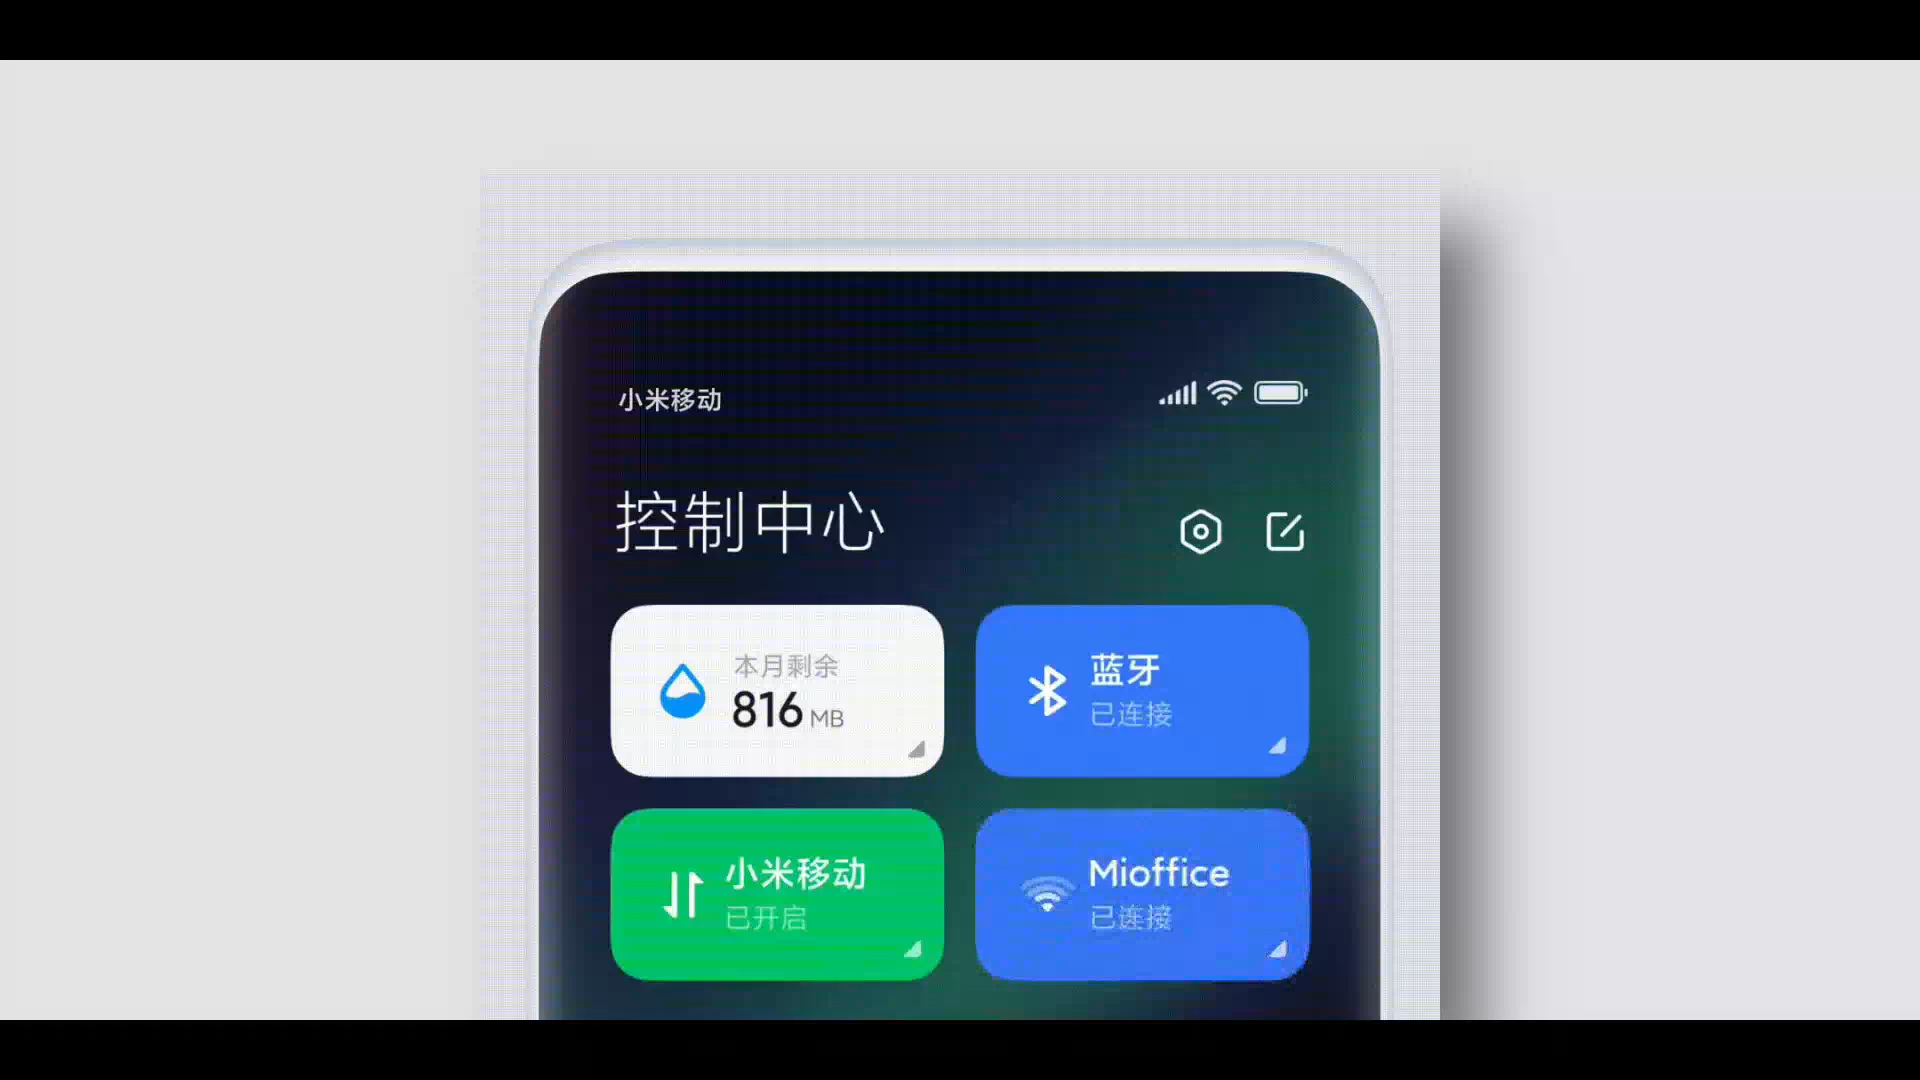 小米移动
控制中心
本月剩余
816 MB
蓝牙
已连接
小米移动
已开启
Mioffice
已连接